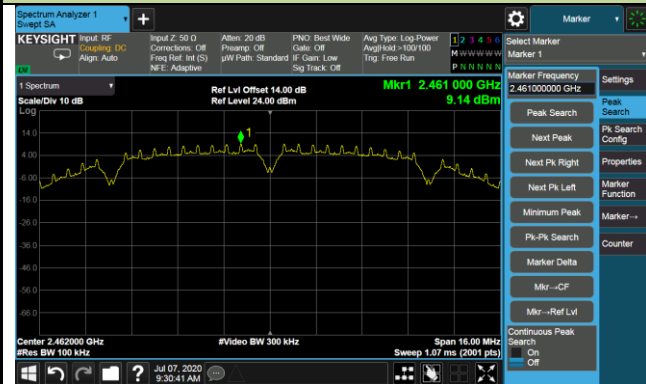 Spectrum Analyzer 1
Swept SA
Marker
KEYSIGHT
Input: RF
Coupling: DC
Align: Auto
Input Z: 50 Ω
Corrections: Off
Freq Ref: Int (S)
NFE: Adaptive
Atten: 20 dB
Preamp: Off
µW Path: Standard
PNO: Best Wide
Gate: Off
IF Gain: Low
Sig Track: Off
Avg Type: Log-Power
Avg|Hold:>100/100
Trig: Free Run
1 2 3 4 5 6
M W W W W W
P N N N N N
Select Marker
Marker 1
1 Spectrum
Scale/Div 10 dB
Log
Ref Lvl Offset 14.00 dB
Ref Level 24.00 dBm
Mkr1 2.461 000 GHz
9.14 dBm
1
14.0
4.00
-6.00
-16.0
-26.0
-36.0
-46.0
-56.0
-66.0
Center 2.462000 GHz
#Res BW 100 kHz
#Video BW 300 kHz
Span 16.00 MHz
Sweep 1.07 ms (2001 pts)
Marker Frequency
2.461000000 GHz
Peak Search
Next Peak
Next Pk Right
Next Pk Left
Minimum Peak
Pk-Pk Search
Marker Delta
Mkr→CF
Mkr→Ref Lvl
Continuous Peak
Search
On
Off
Settings
Peak
Search
Pk Search
Config
Properties
Marker
Function
Marker→
Counter
Jul 07, 2020
9:30:41 AM